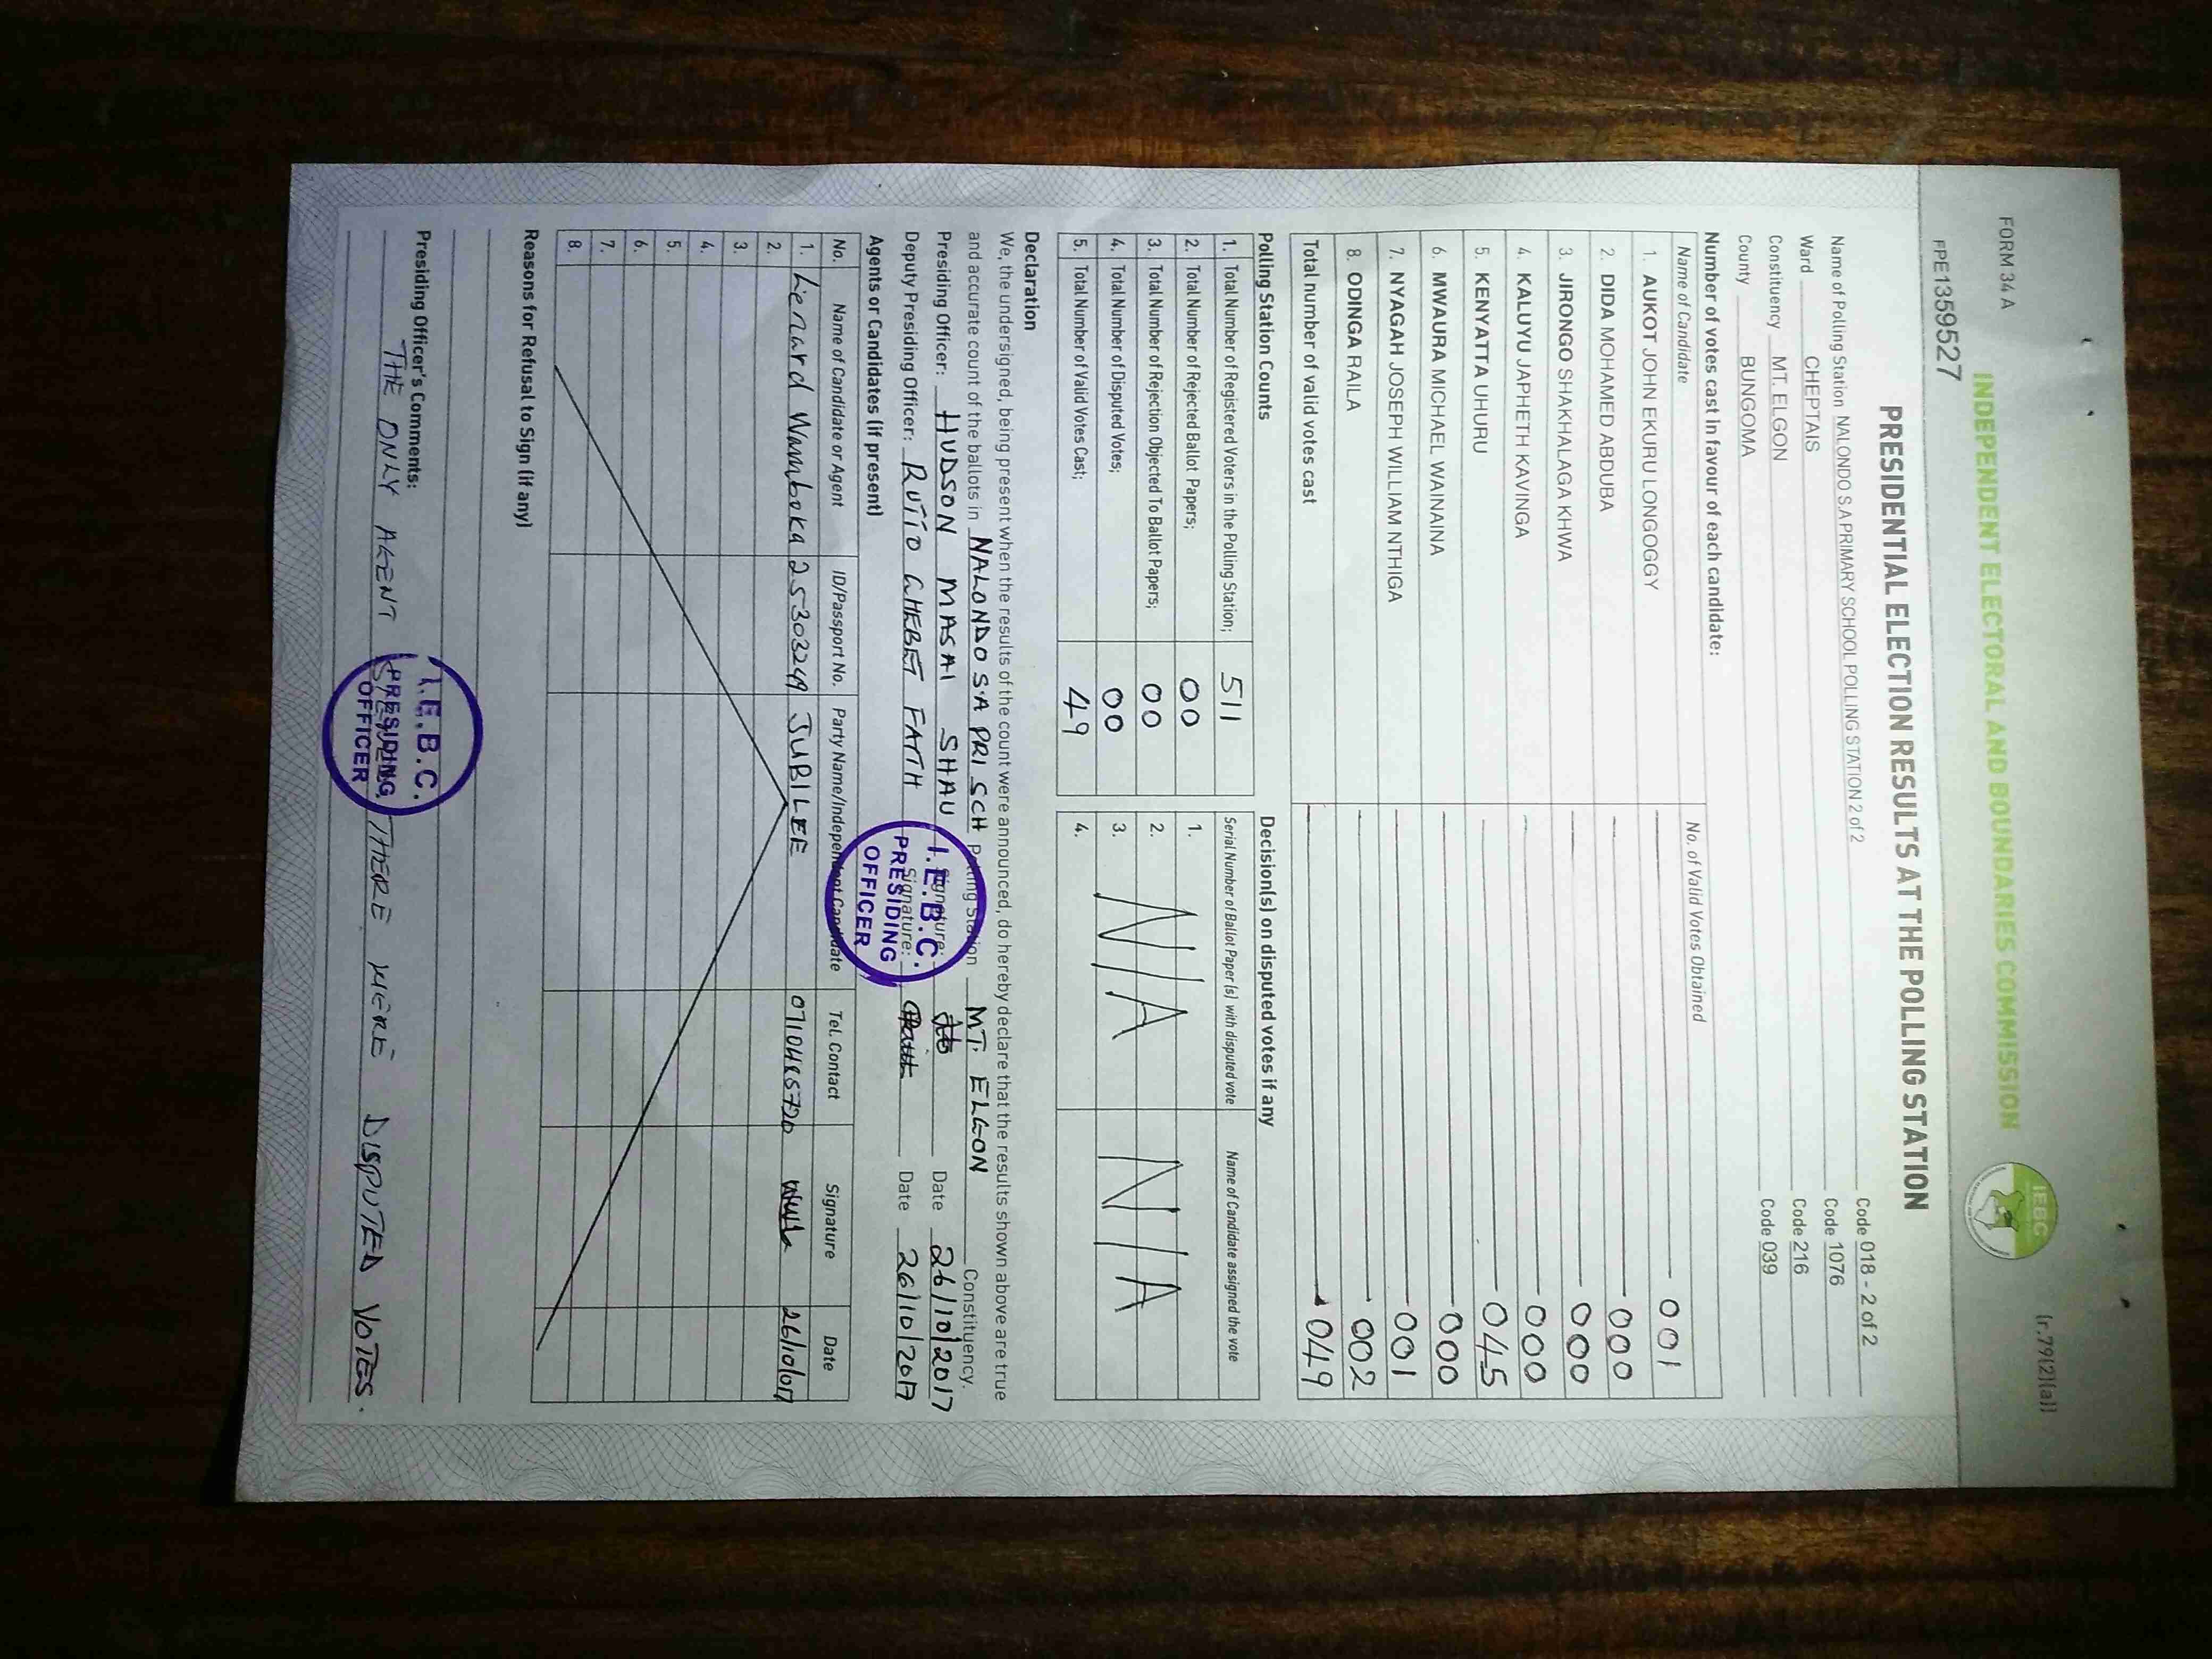 FORM 34 A
[r.79(2)(a)]
INDEPENDENT ELECTORAL AND BOUNDARIES COMMISSION
IEBC
FPE1359527
PRESIDENTIAL ELECTION RESULTS AT THE POLLING STATION
Name of Polling Station NALONDO S.A PRIMARY SCHOOL POLLING STATION 2 of 2 Code 018 - 2 of 2
Ward CHEPTAIS Code 1076
Constituency MT. ELGON Code 216
County BUNGOMA Code 039
Number of votes cast in favour of each candidate:
Name of Candidate No. of Valid Votes Obtained
1. AUKOT JOHN EKURU LONGOGGY 001
2. DIDA MOHAMED ABDUBA 000
3. JIRONGO SHAKHALAGA KHWA 000
4. KALUYU JAPHETH KAVINGA 000
5. KENYATTA UHURU 045
6. MWAURA MICHAEL WAINAINA 000
7. NYAGAH JOSEPH WILLIAM NTHIGA 001
8. ODINGA RAILA 002
Total number of valid votes cast 049
Polling Station Counts
1. Total Number of Registered Voters in the Polling Station; 511
2. Total Number of Rejected Ballot Papers; 00
3. Total Number of Rejection Objected To Ballot Papers; 00
4. Total Number of Disputed Votes; 00
5. Total Number of Valid Votes Cast; 49
Decision(s) on disputed votes if any
Serial Number of Ballot Paper (s) with disputed vote Name of Candidate assigned the vote
1.
2. N/A N/A
3.
4.
Declaration
We, the undersigned, being present when the results of the count were announced, do hereby declare that the results shown above are true
and accurate count of the ballots in NALONDO S.A PRI SCH Polling Station MT. ELGON Constituency.
Presiding Officer: HUDSON MASAI SHAU Signature: Date 26/10/2017
Deputy Presiding Officer: RUTTO CHEBET FAITH Signature: Date 26/10/2017
I.E.B.C.
PRESIDING
OFFICER
Agents or Candidates (if present)
No. Name of Candidate or Agent ID/Passport No. Party Name/Independent Candidate Tel. Contact Signature Date
1. Lienard Wamboka 25303249 JUBILEE
2.
3.
4.
5.
6.
7.
8.
Reasons for Refusal to Sign (if any)
Presiding Officer's Comments:
THE ONLY AGENT
THERE WERE DISPUTED VOTES.
I.E.B.C.
PRESIDING
OFFICER